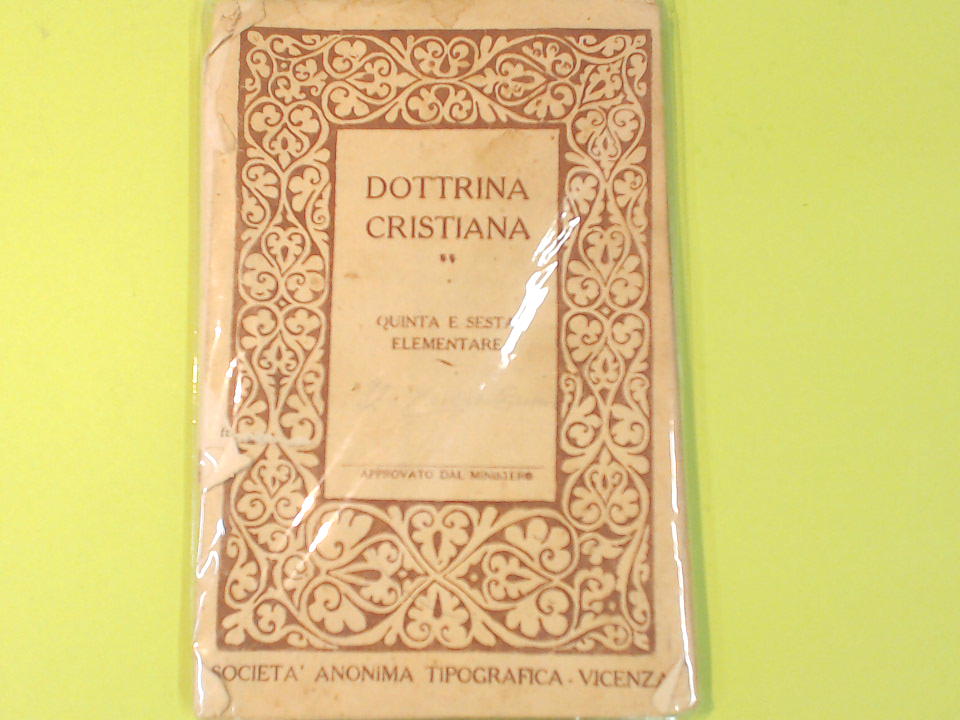 DOTTRINA
CRISTIANA
QUINTA E SESTA
ELEMENTARE
APPROVATO DAL MINISTERO
SOCIETA' ANONIMA TIPOGRAFICA - VICENZA